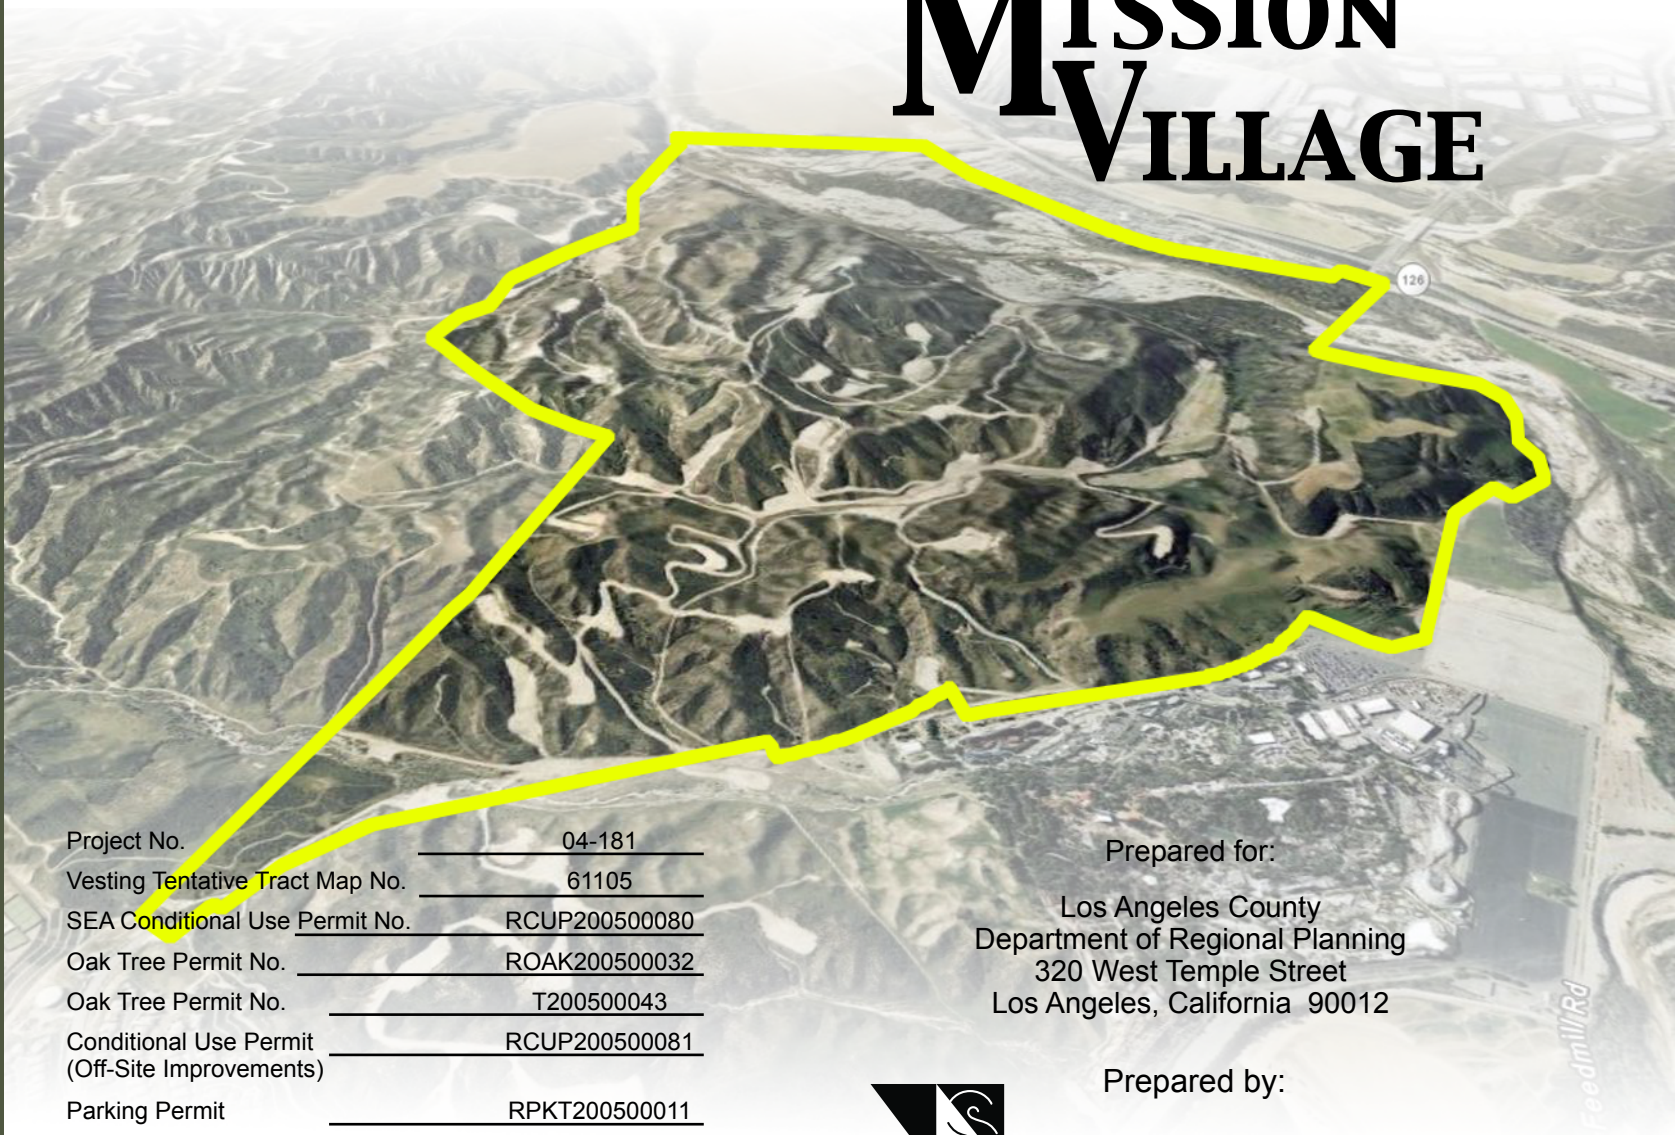 MISSION
VILLAGE
126
Project No. 04-181
Vesting Tentative Tract Map No. 61105
SEA Conditional Use Permit No. RCUP200500080
Oak Tree Permit No. ROAK200500032
Oak Tree Permit No. T200500043
Conditional Use Permit RCUP200500081
(Off-Site Improvements)
Parking Permit RPKT200500011
Prepared for:
Los Angeles County
Department of Regional Planning
320 West Temple Street
Los Angeles, California 90012
Prepared by:
Feedmill Rd